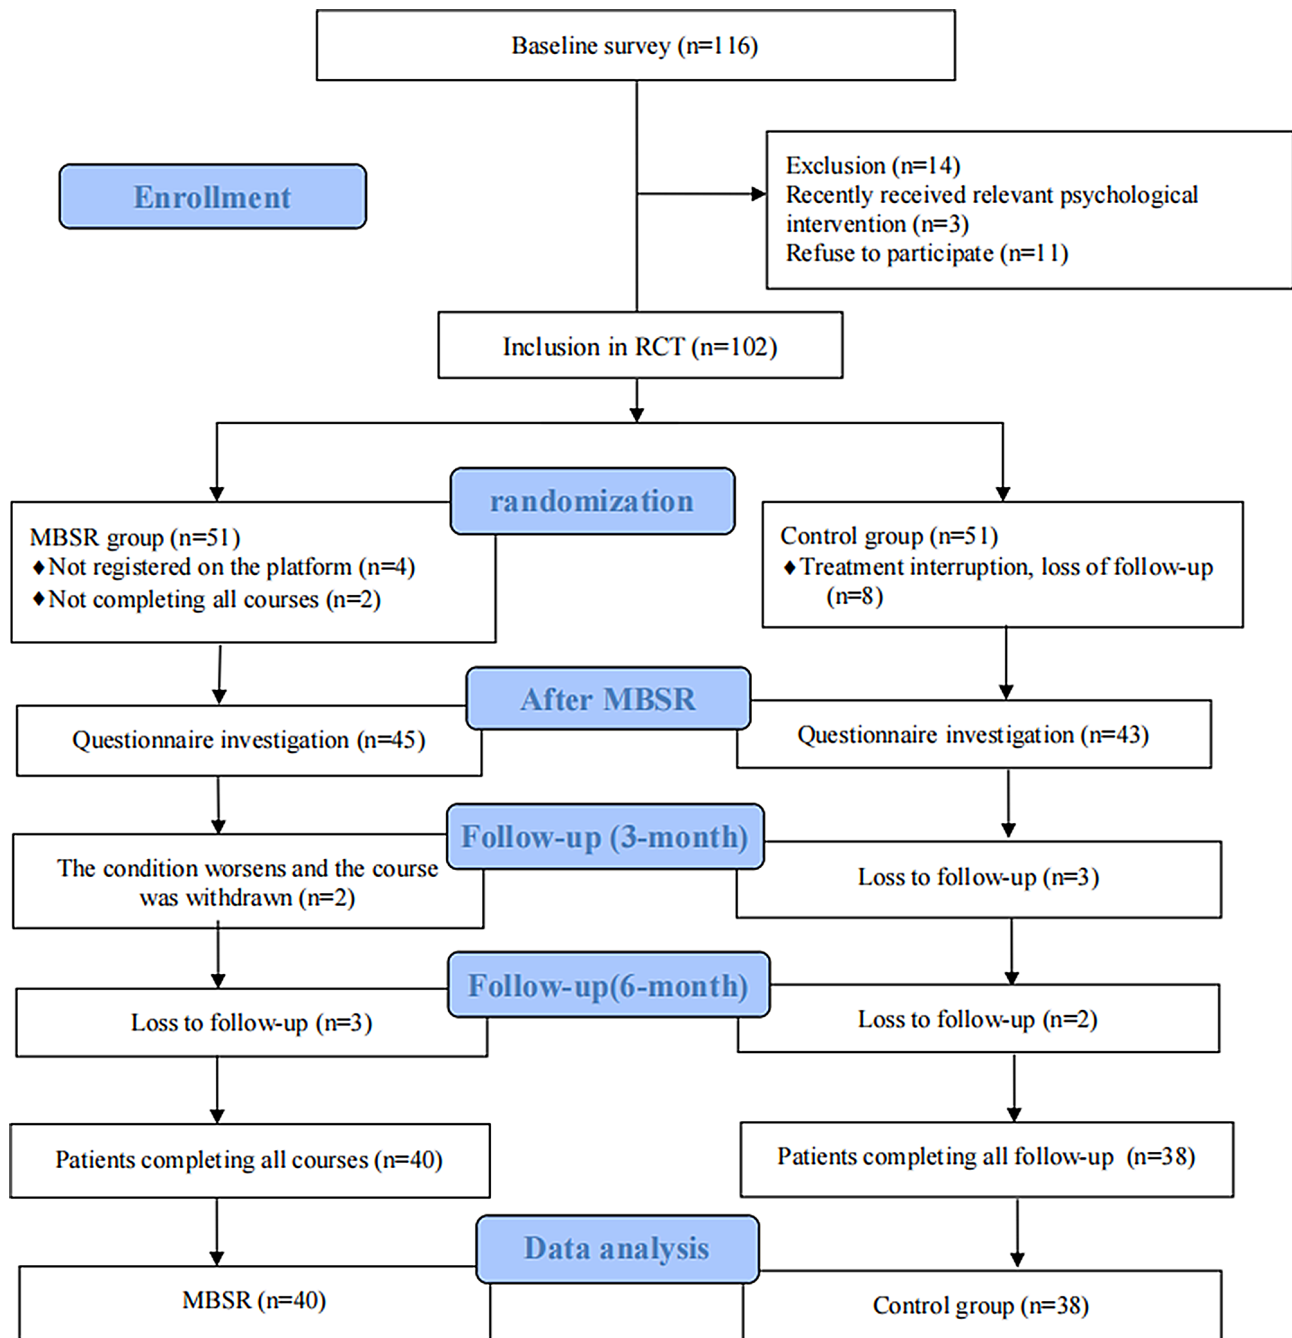 Baseline survey (n=116)
Enrollment
Exclusion (n=14)
Recently received relevant psychological
intervention (n=3)
Refuse to participate (n=11)
Inclusion in RCT (n=102)
randomization
MBSR group (n=51)
♦Not registered on the platform (n=4)
♦Not completing all courses (n=2)
Control group (n=51)
♦Treatment interruption, loss of follow-up
(n=8)
After MBSR
Questionnaire investigation (n=45)
Questionnaire investigation (n=43)
Follow-up (3-month)
The condition worsens and the course
was withdrawn (n=2)
Loss to follow-up (n=3)
Follow-up(6-month)
Loss to follow-up (n=3)
Loss to follow-up (n=2)
Patients completing all courses (n=40)
Patients completing all follow-up (n=38)
Data analysis
MBSR (n=40)
Control group (n=38)